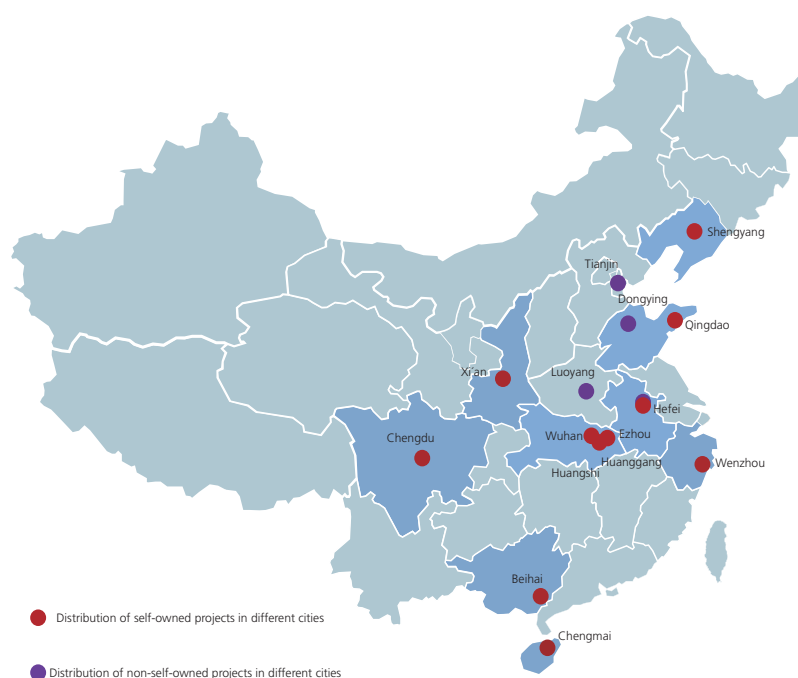 Shengyang
Tianjin
Dongying
Qingdao
Xi'an
Luoyang
Hefei
Chengdu
Wuhan
Ezhou
Huanggang
Huangshi
Wenzhou
Beihai
Chengmai
Distribution of self-owned projects in different cities
Distribution of non-self-owned projects in different cities